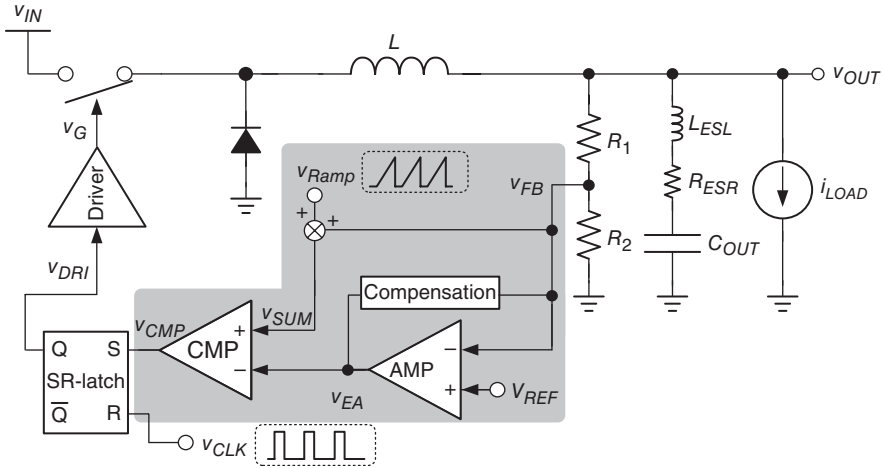 v_IN
L
v_OUT
v_G
Driver
v_Ramp
+ +
v_FB
R_1
R_2
L_ESL
R_ESR
C_OUT
i_LOAD
v_DRI
Compensation
v_CMP
CMP
+
−
v_SUM
v_EA
AMP
−
+
V_REF
Q S
SR-latch
Q̅ R
v_CLK